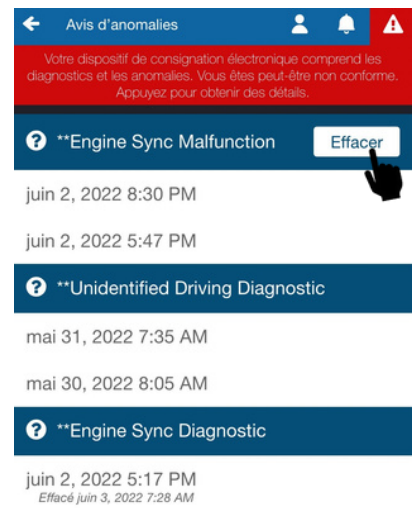 Avis d'anomalies
Votre dispositif de consignation électronique comprend les
diagnostics et les anomalies. Vous êtes peut-être non conforme.
Appuyez pour obtenir des détails.
**Engine Sync Malfunction
Effacer
juin 2, 2022 8:30 PM
juin 2, 2022 5:47 PM
**Unidentified Driving Diagnostic
mai 31, 2022 7:35 AM
mai 30, 2022 8:05 AM
**Engine Sync Diagnostic
juin 2, 2022 5:17 PM
Effacé juin 3, 2022 7:28 AM